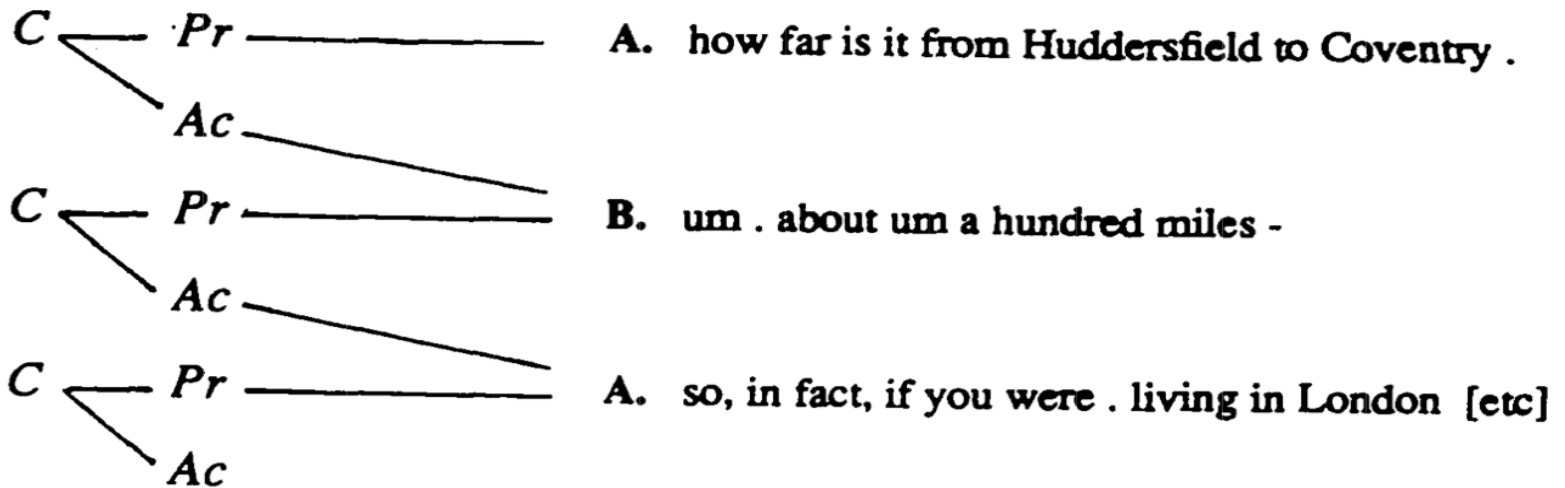 C Pr A. how far is it from Huddersfield to Coventry .
Ac
C Pr B. um . about um a hundred miles -
Ac
C Pr A. so, in fact, if you were . living in London [etc]
Ac